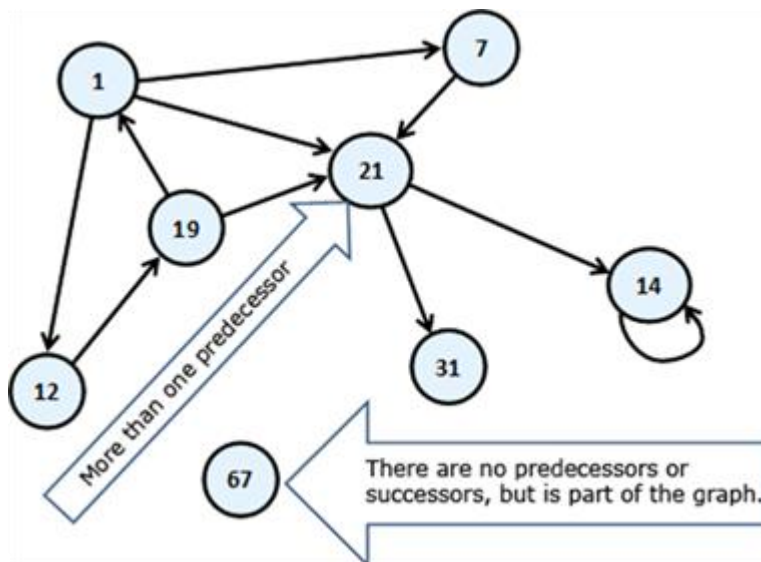 7
1
21
19
14
31
12
More than one predecessor
67
There are no predecessors or
successors, but is part of the graph.